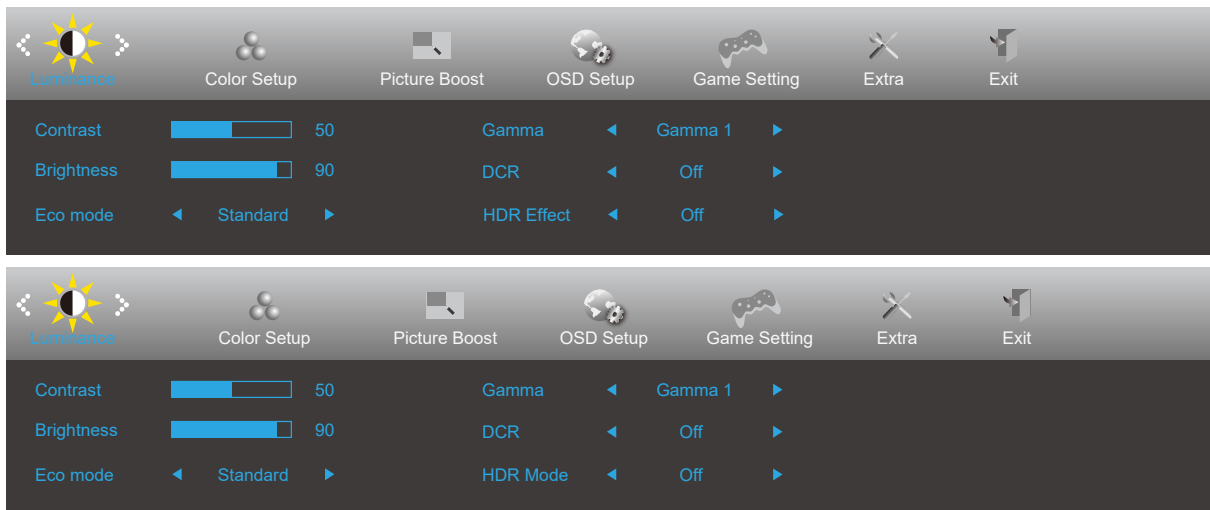 Luminance Color Setup Picture Boost OSD Setup Game Setting Extra Exit
Contrast 50 Gamma Gamma 1
Brightness 90 DCR Off
Eco mode Standard HDR Effect Off
Luminance Color Setup Picture Boost OSD Setup Game Setting Extra Exit
Contrast 50 Gamma Gamma 1
Brightness 90 DCR Off
Eco mode Standard HDR Mode Off